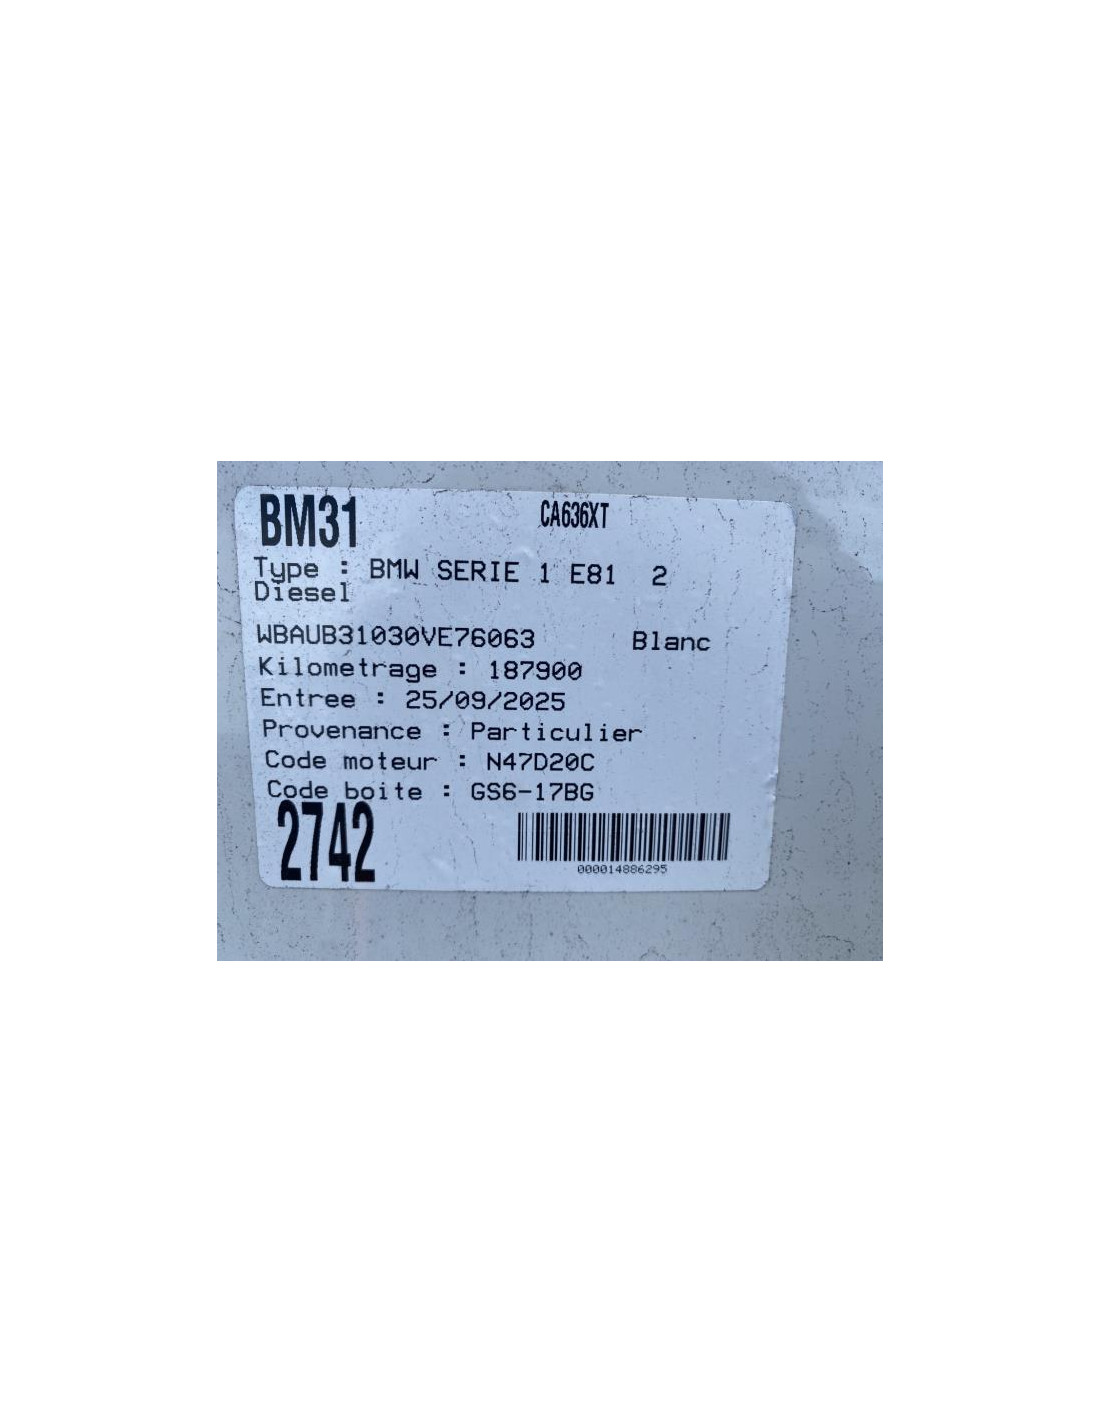 BM31 CA636XT
Type : BMW SERIE 1 E81 2
Diesel
WBAUB31030VE76063 Blanc
Kilometrage : 187900
Entree : 25/09/2025
Provenance : Particulier
Code moteur : N47D20C
Code boite : GS6-17BG
2742
000014886295